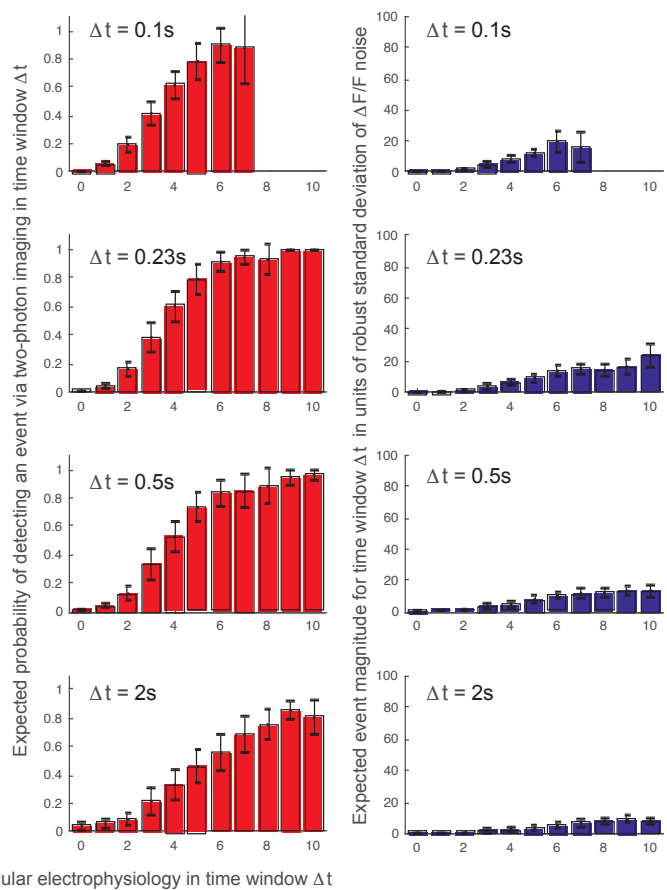 Expected probability of detecting an event via two-photon imaging in time window Δt
Expected event magnitude for time window Δt in units of robust standard deviation of ΔF/F noise
Δt = 0.1s
1
0.8
0.6
0.4
0.2
0
0 2 4 6 8 10
Δt = 0.1s
100
80
60
40
20
0
0 2 4 6 8 10
Δt = 0.23s
1
0.8
0.6
0.4
0.2
0
0 2 4 6 8 10
Δt = 0.23s
100
80
60
40
20
0
0 2 4 6 8 10
Δt = 0.5s
1
0.8
0.6
0.4
0.2
0
0 2 4 6 8 10
Δt = 0.5s
100
80
60
40
20
0
0 2 4 6 8 10
Δt = 2s
1
0.8
0.6
0.4
0.2
0
0 2 4 6 8 10
Δt = 2s
100
80
60
40
20
0
0 2 4 6 8 10
lular electrophysiology in time window Δt